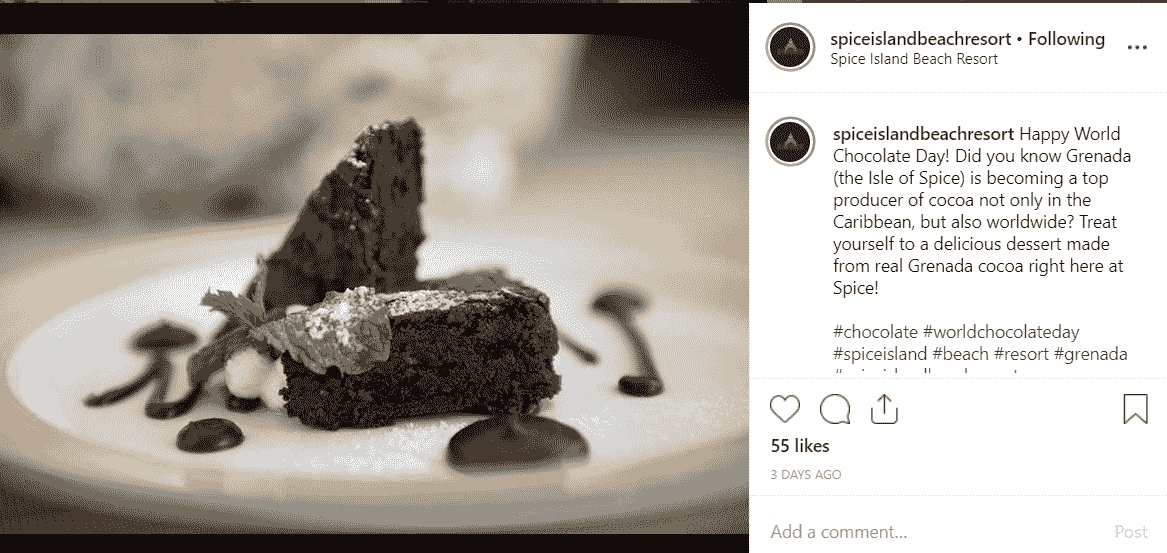 spiceislandbeachresort • Following
Spice Island Beach Resort
spiceislandbeachresort Happy World
Chocolate Day! Did you know Grenada
(the Isle of Spice) is becoming a top
producer of cocoa not only in the
Caribbean, but also worldwide? Treat
yourself to a delicious dessert made
from real Grenada cocoa right here at
Spice!
#chocolate #worldchocolateday
#spiceisland #beach #resort #grenada
55 likes
3 DAYS AGO
Add a comment...
Post